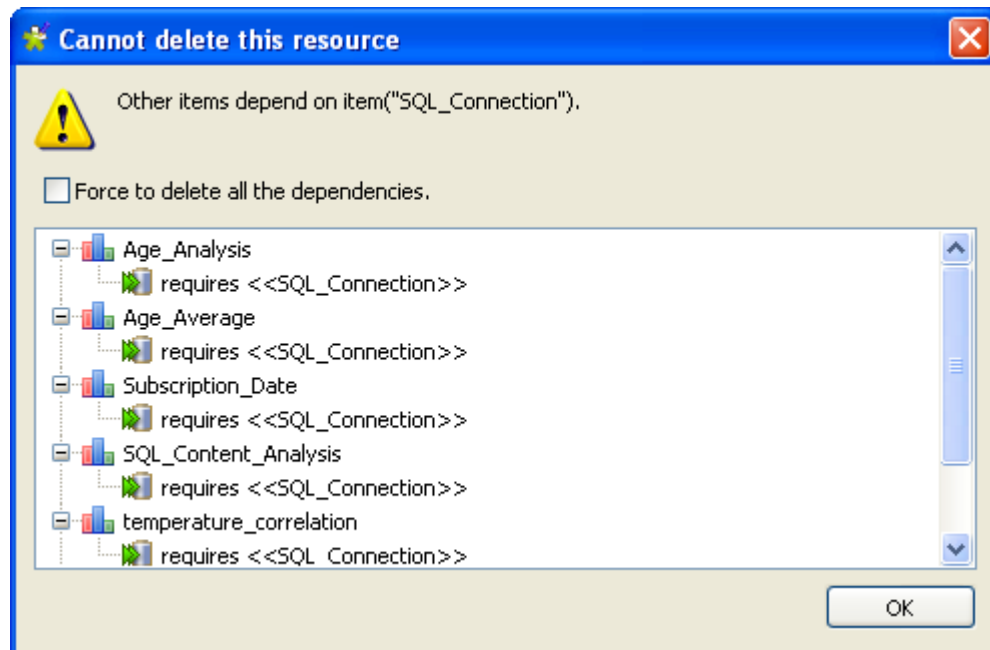 Cannot delete this resource
Other items depend on item("SQL_Connection").
Force to delete all the dependencies.
Age_Analysis
requires <<SQL_Connection>>
Age_Average
requires <<SQL_Connection>>
Subscription_Date
requires <<SQL_Connection>>
SQL_Content_Analysis
requires <<SQL_Connection>>
temperature_correlation
requires <<SQL_Connection>>
OK